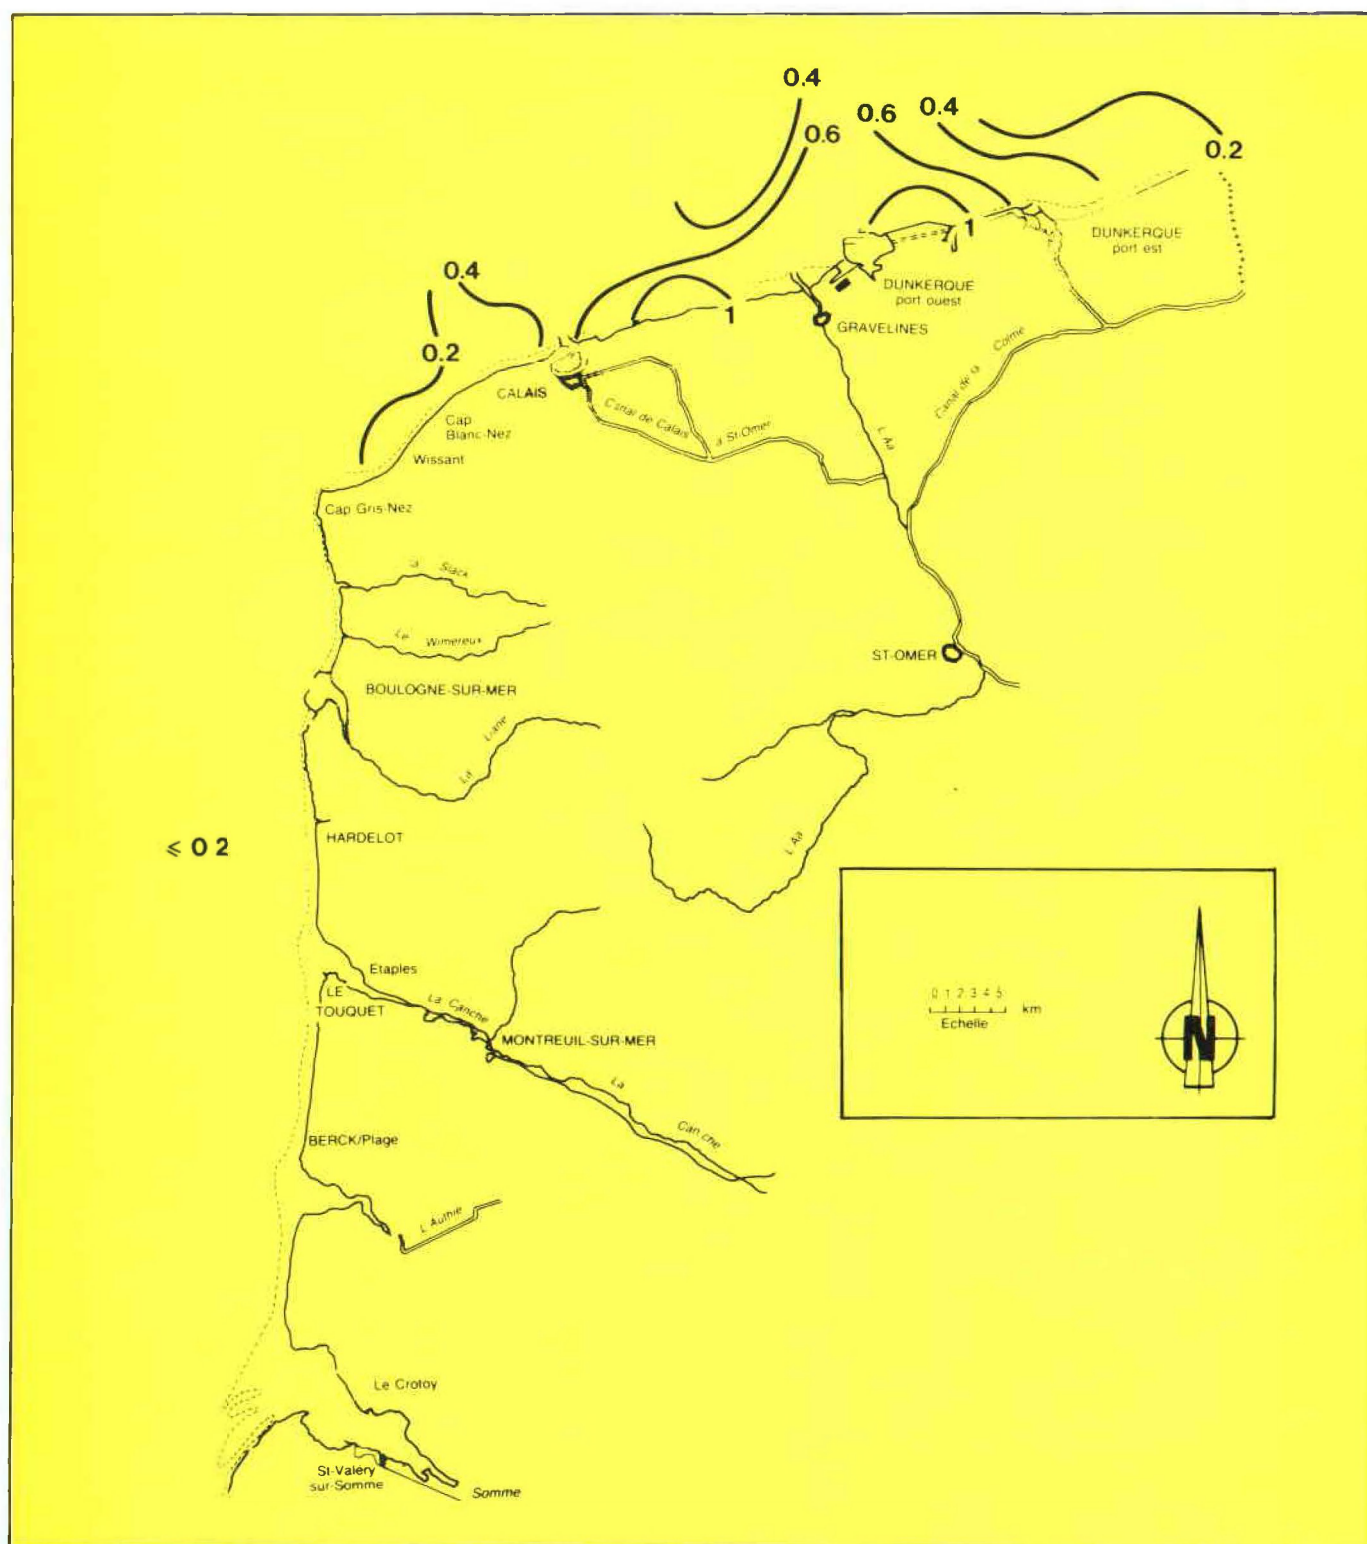 0.4
0.6
0.4
0.6
0.2
DUNKERQUE
port est
1
0.4
DUNKERQUE
port ouest
1
GRAVELINES
0.2
CALAIS
Canal de la Colme
Cap
Blanc-Nez
Canal de Calais
à St-Omer
L Aa
Wissant
Cap Gris-Nez
Slack
Le Wimereux
ST-OMER
BOULOGNE-SUR-MER
La Liane
HARDELOT
L Aa
⩽ 0 2
Etaples
LE
TOUQUET
La Canche
0 1 2 3 4 5
km
Echelle
N
MONTREUIL-SUR-MER
La
Canche
BERCK/Plage
L Authie
Le Crotoy
St-Valéry
sur-Somme
Somme